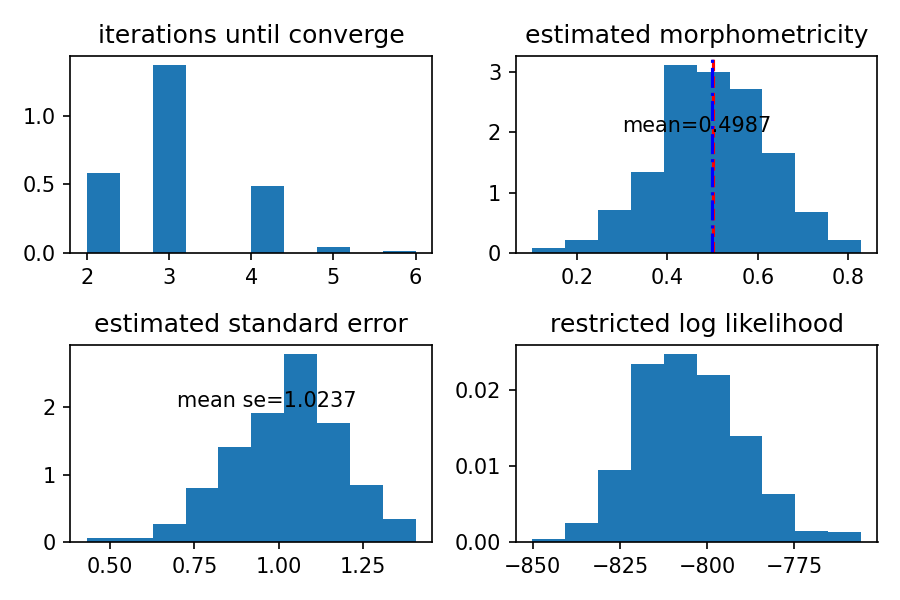 iterations until converge
1.0
0.5
0.0
2 3 4 5 6
estimated morphometricity
3
2
1
0
mean=0.4987
0.2 0.4 0.6 0.8
estimated standard error
2
1
0
mean se=1.0237
0.50 0.75 1.00 1.25
restricted log likelihood
0.02
0.01
0.00
−850 −825 −800 −775